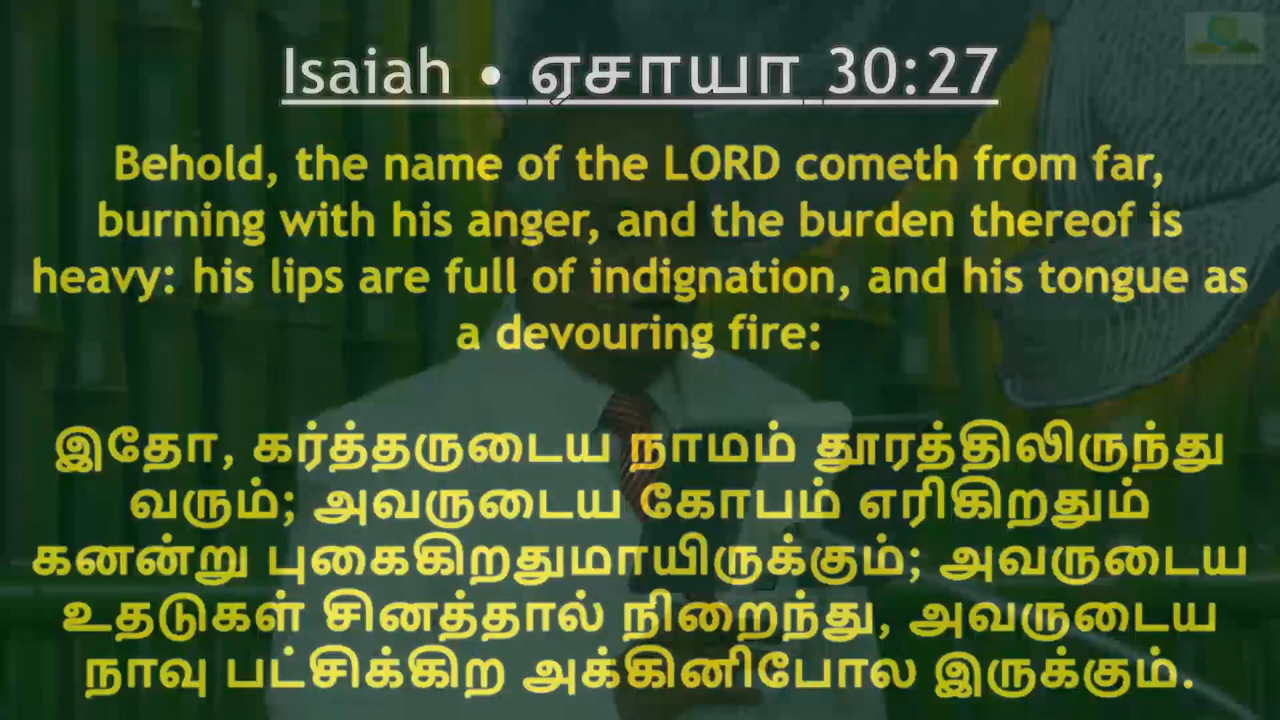 Isaiah • ஏசாயா 30:27
Behold, the name of the LORD cometh from far,
burning with his anger, and the burden thereof is
heavy: his lips are full of indignation, and his tongue as
a devouring fire:
இதோ, கர்த்தருடைய நாமம் தூரத்திலிருந்து
வரும்; அவருடைய கோபம் எரிகிறதும்
கனன்று புகைகிறதுமாயிருக்கும்; அவருடைய
உதடுகள் சினத்தால் நிறைந்து, அவருடைய
நாவு பட்சிக்கிற அக்கினிபோல இருக்கும்.